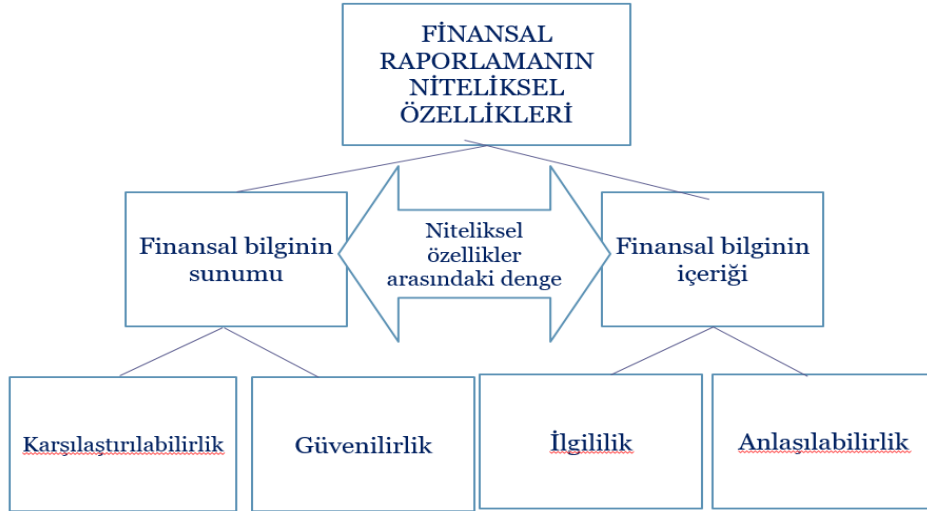 FİNANSAL
RAPORLAMANIN
NİTELİKSEL
ÖZELLİKLERİ
Finansal bilginin
sunumu
Niteliksel
özellikler
arasındaki denge
Finansal bilginin
içeriği
Karşılaştırılabilirlik
Güvenilirlik
İlgililik
Anlaşılabilirlik